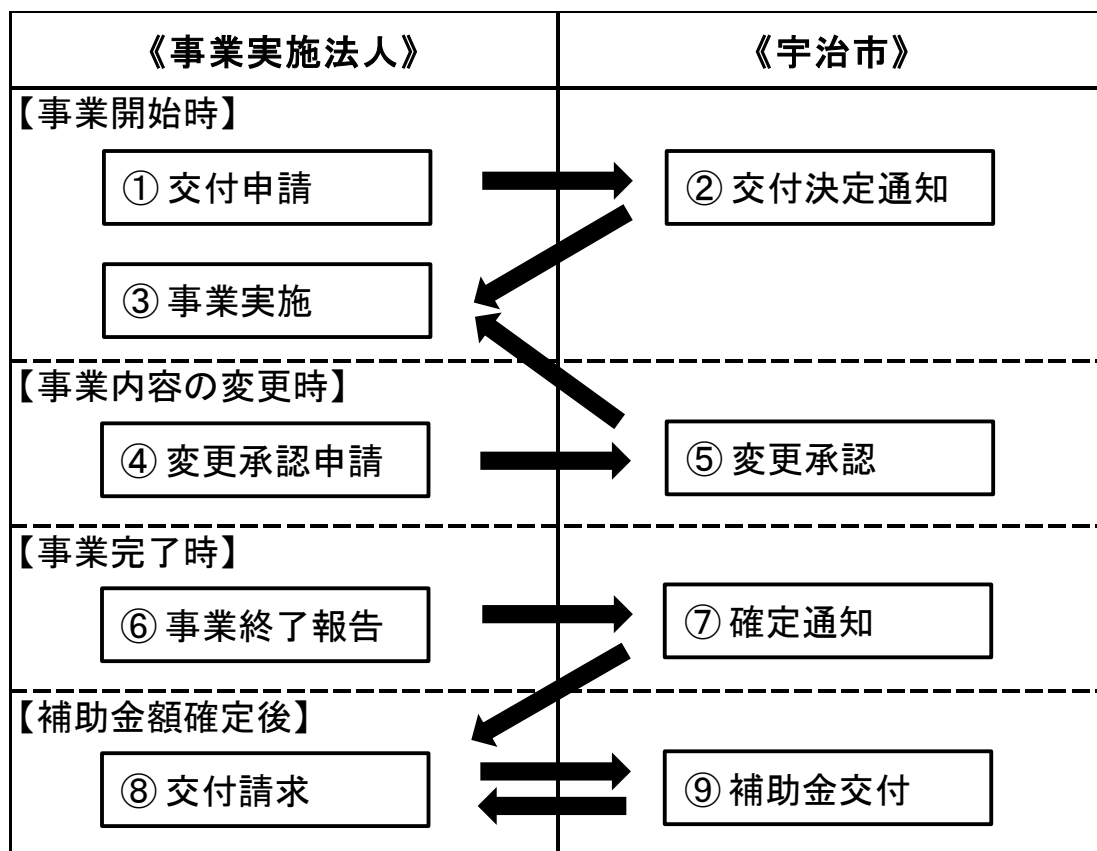 《事業実施法人》
《宇治市》
【事業開始時】
①交付申請
②交付決定通知
③事業実施
【事業内容の変更時】
④変更承認申請
⑤変更承認
【事業完了時】
⑥事業終了報告
⑦確定通知
【補助金額確定後】
⑧交付請求
⑨補助金交付